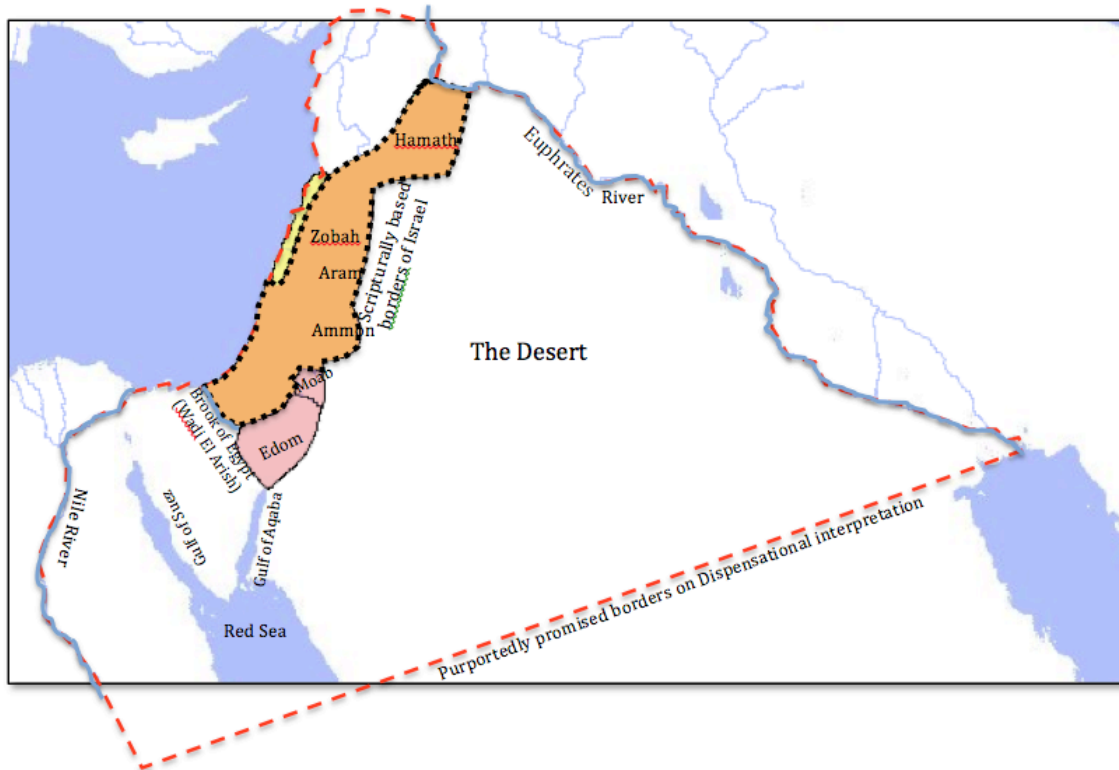 Hamath
Euphrates
River
Zobah
Aram
Ammon
Scripturally based
borders of Israel
The Desert
Moab
Edom
Brook of Egypt
(Wadi El Arish)
Nile River
Gulf of Suez
Gulf of Aqaba
Red Sea
Purportedly promised borders on Dispensational interpretation